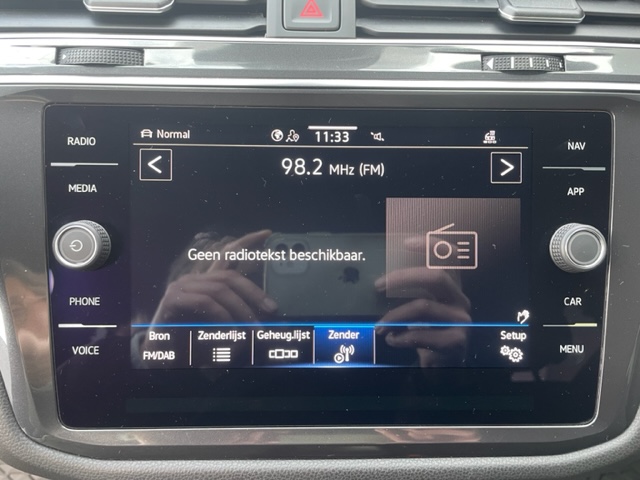 RADIO
MEDIA
PHONE
VOICE
Normal
11:33
98.2 MHz (FM)
Geen radiotekst beschikbaar.
Bron
FM/DAB
Zenderlijst
Geheug.lijst
Zender
Setup
NAV
APP
CAR
MENU